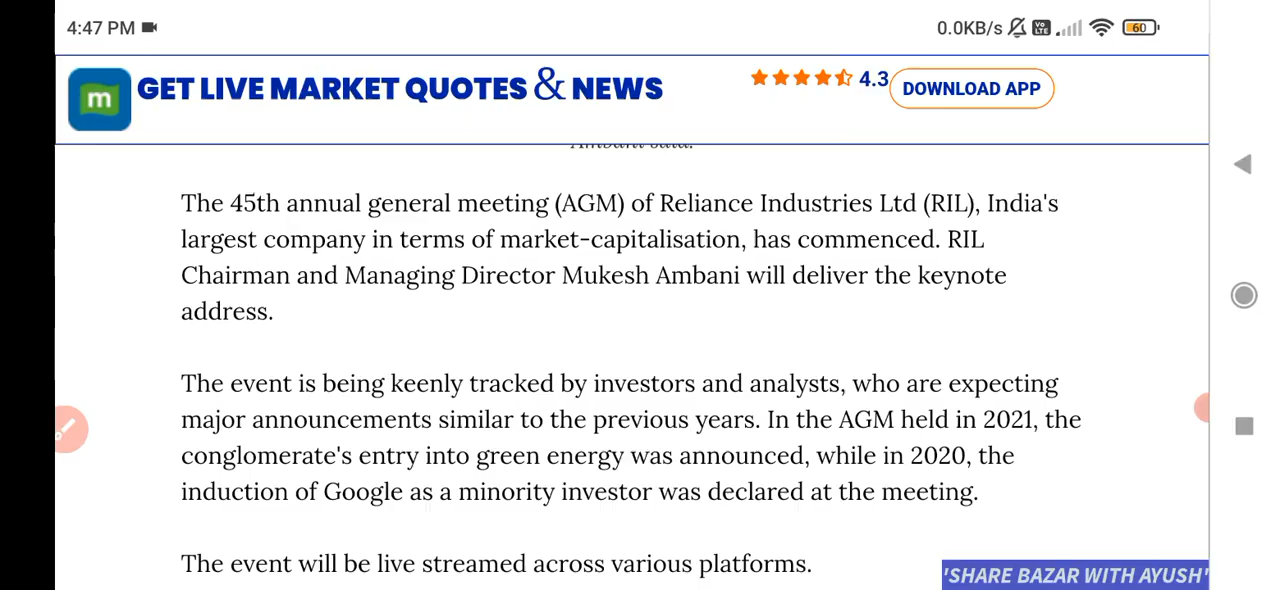 4:47 PM
0.0KB/s
Vo LTE
60
m
GET LIVE MARKET QUOTES & NEWS
4.3
DOWNLOAD APP
The 45th annual general meeting (AGM) of Reliance Industries Ltd (RIL), India's
largest company in terms of market-capitalisation, has commenced. RIL
Chairman and Managing Director Mukesh Ambani will deliver the keynote
address.
The event is being keenly tracked by investors and analysts, who are expecting
major announcements similar to the previous years. In the AGM held in 2021, the
conglomerate's entry into green energy was announced, while in 2020, the
induction of Google as a minority investor was declared at the meeting.
The event will be live streamed across various platforms.
'SHARE BAZAR WITH AYUSH'